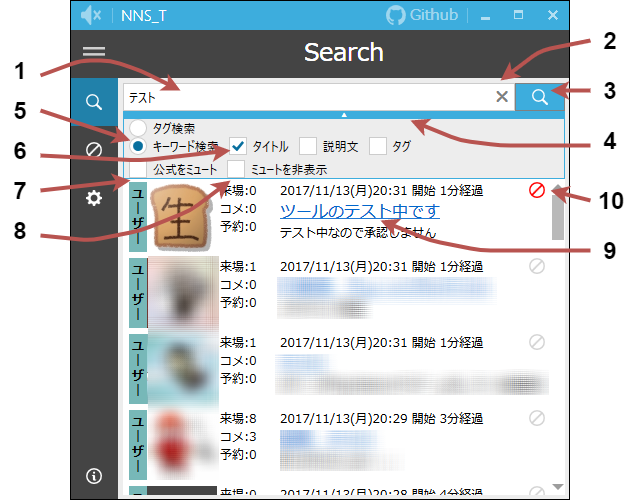 NNS_T
Github
Search
1
2
3
4
5
6
7
8
9
10
テスト
タグ検索
キーワード検索 タイトル 説明文 タグ
公式をミュート ミュートを非表示
ユーザー
来場:0 2017/11/13(月)20:31 開始 1分経過
コメ:0 ツールのテスト中です
予約:0 テスト中なので承認しません
生
ユーザー
来場:1 2017/11/13(月)20:31 開始 1分経過
コメ:0
予約:0
ユーザー
来場:1 2017/11/13(月)20:31 開始 1分経過
コメ:0
予約:0
ユーザー
来場:8 2017/11/13(月)20:29 開始 3分経過
コメ:3
予約:0
来場:0 2017/11/13(月)20:28 開始 4分経過